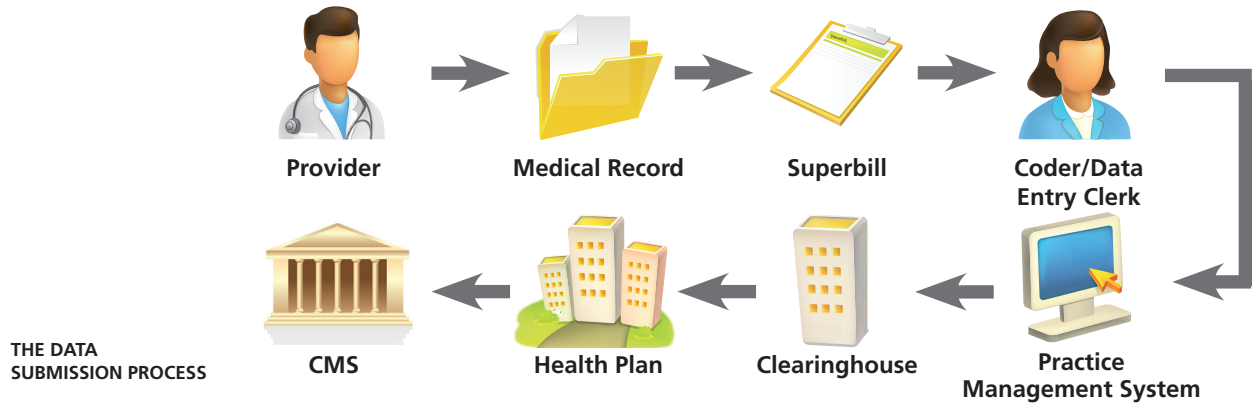 Provider
Medical Record
Superbill
Coder/Data
Entry Clerk
THE DATA
SUBMISSION PROCESS
CMS
Health Plan
Clearinghouse
Practice
Management System